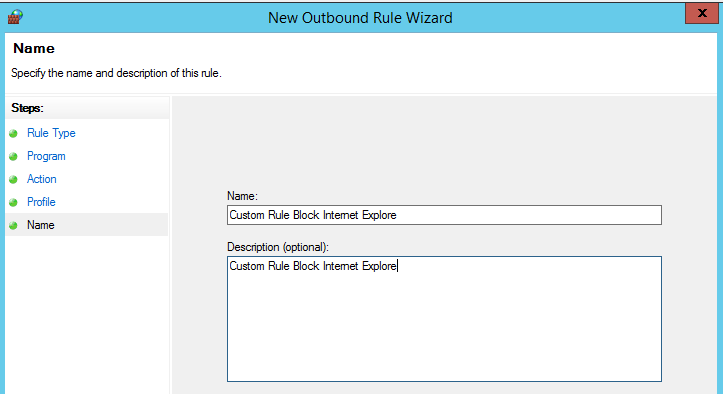 New Outbound Rule Wizard
x
Name
Specify the name and description of this rule.
Steps:
Rule Type
Program
Action
Profile
Name
Name:
Custom Rule Block Internet Explore
Description (optional):
Custom Rule Block Internet Explore